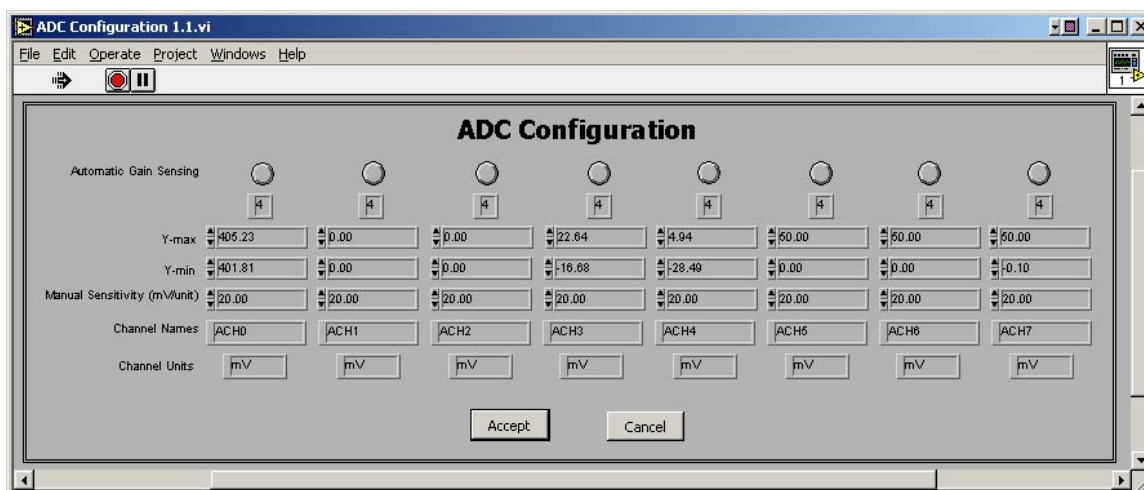 ADC Configuration 1.1.vi
File Edit Operate Project Windows Help
1
ADC Configuration
Automatic Gain Sensing
4 4 4 4 4 4 4 4
Y-max 405.23 0.00 0.00 22.64 4.94 50.00 50.00 50.00
Y-min 401.81 0.00 0.00 -16.68 -28.49 0.00 0.00 -0.10
Manual Sensitivity (mV/unit) 20.00 20.00 20.00 20.00 20.00 20.00 20.00 20.00
Channel Names ACH0 ACH1 ACH2 ACH3 ACH4 ACH5 ACH6 ACH7
Channel Units mV mV mV mV mV mV mV mV
Accept Cancel